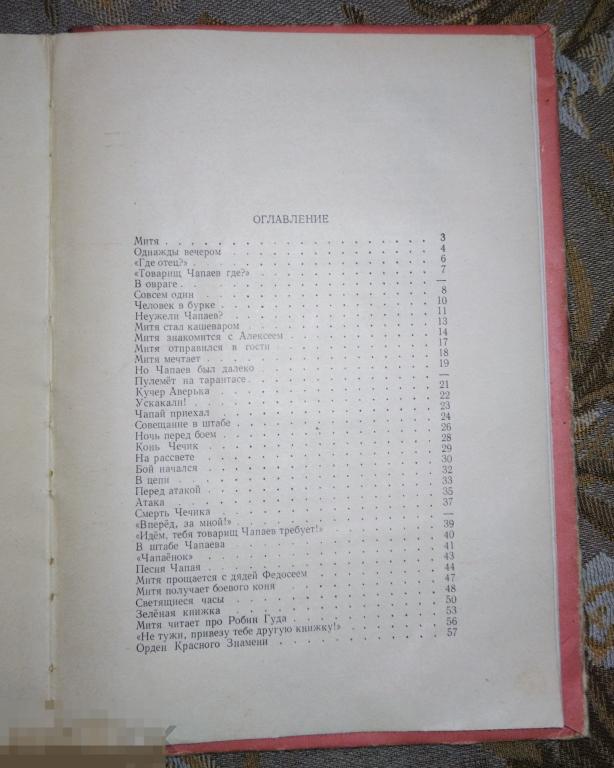 ОГЛАВЛЕНИЕ
Митя . . . 3
Однажды вечером . . . 4
«Где отец?» . . . 6
«Товарищ Чапаев где?» . . . 7
В овраге . . . —
Совсем один . . . 8
Человек в бурке . . . 10
Неужели Чапаев? . . . 11
Митя стал кашеваром . . . 13
Митя знакомится с Алексеем . . . 14
Митя отправился в гости . . . 17
Митя мечтает . . . 18
Но Чапаев был далеко . . . 19
Пулемёт на тарантасе . . . —
Кучер Аверька . . . 21
Ускакали! . . . 22
Чапай приехал . . . 23
Совещание в штабе . . . 24
Ночь перед боем . . . 26
Конь Чечик . . . 28
На рассвете . . . 29
Бой начался . . . 30
В цепи . . . 32
Перед атакой . . . 33
Атака . . . 35
Смерть Чечика . . . 37
«Вперёд, за мной!» . . . —
«Идём, тебя товарищ Чапаев требует!» . . . 39
В штабе Чапаева . . . 40
«Чапаёнок» . . . 41
Песня Чапая . . . 43
Митя прощается с дядей Федосеем . . . 44
Митя получает боевого коня . . . 47
Светящиеся часы . . . 48
Зелёная книжка . . . 50
Митя читает про Робин Гуда . . . 53
«Не тужи, привезу тебе другую книжку!» . . . 56
Орден Красного Знамени . . . 57